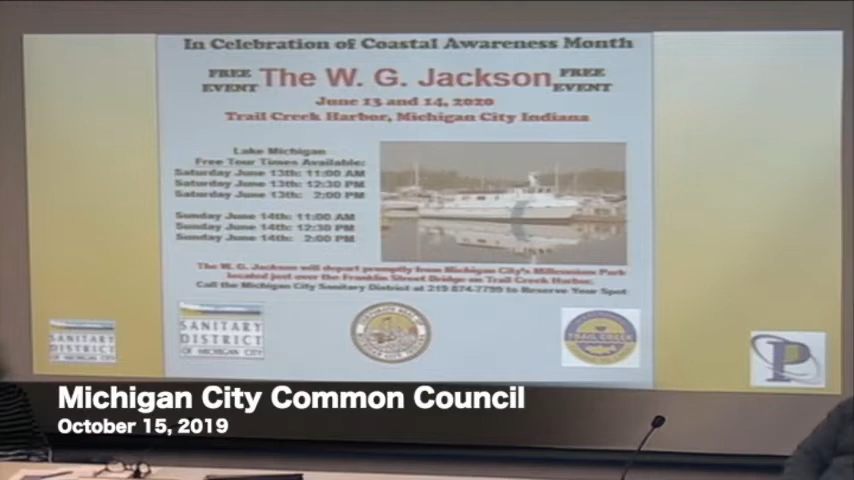 In Celebration of Coastal Awareness Month
FREE EVENT
The W. G. Jackson
FREE EVENT
June 13 and 14, 2020
Trail Creek Harbor, Michigan City Indiana
Lake Michigan
Free Tour Times Available:
Saturday June 13th: 11:00 AM
Saturday June 13th: 12:30 PM
Saturday June 13th: 2:00 PM
Sunday June 14th: 11:00 AM
Sunday June 14th: 12:30 PM
Sunday June 14th: 2:00 PM
The W. G. Jackson will depart promptly from Michigan City's Millennium Park
located just over the Franklin Street Bridge on Trail Creek Harbor.
Call the Michigan City Sanitary District at 219 874-7799 to Reserve Your Spot
SANITARY
DISTRICT
OF MICHIGAN CITY
SANITARY
DISTRICT
OF MICHIGAN CITY
TRAIL CREEK
P
Michigan City Common Council
October 15, 2019